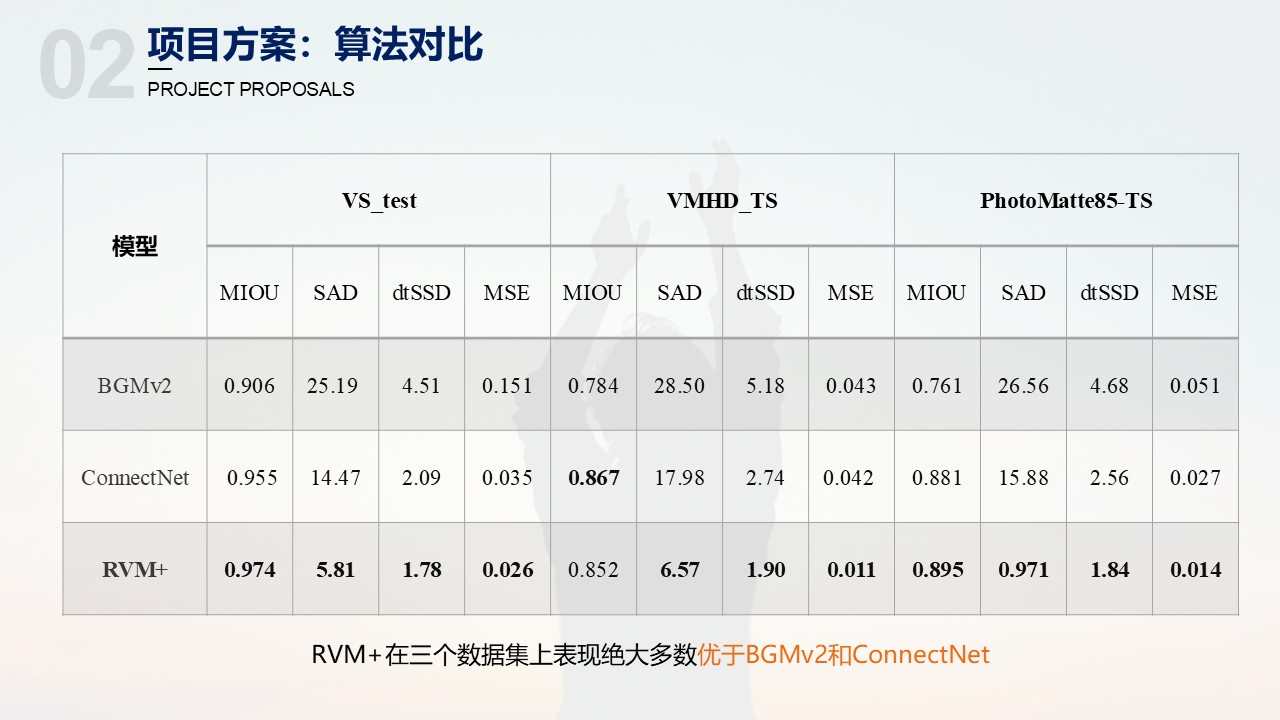 02
项目方案：算法对比
PROJECT PROPOSALS
模型 VS_test VMHD_TS PhotoMatte85-TS
MIOU SAD dtSSD MSE MIOU SAD dtSSD MSE MIOU SAD dtSSD MSE
BGMv2 0.906 25.19 4.51 0.151 0.784 28.50 5.18 0.043 0.761 26.56 4.68 0.051
ConnectNet 0.955 14.47 2.09 0.035 0.867 17.98 2.74 0.042 0.881 15.88 2.56 0.027
RVM+ 0.974 5.81 1.78 0.026 0.852 6.57 1.90 0.011 0.895 0.971 1.84 0.014
RVM+在三个数据集上表现绝大多数优于BGMv2和ConnectNet